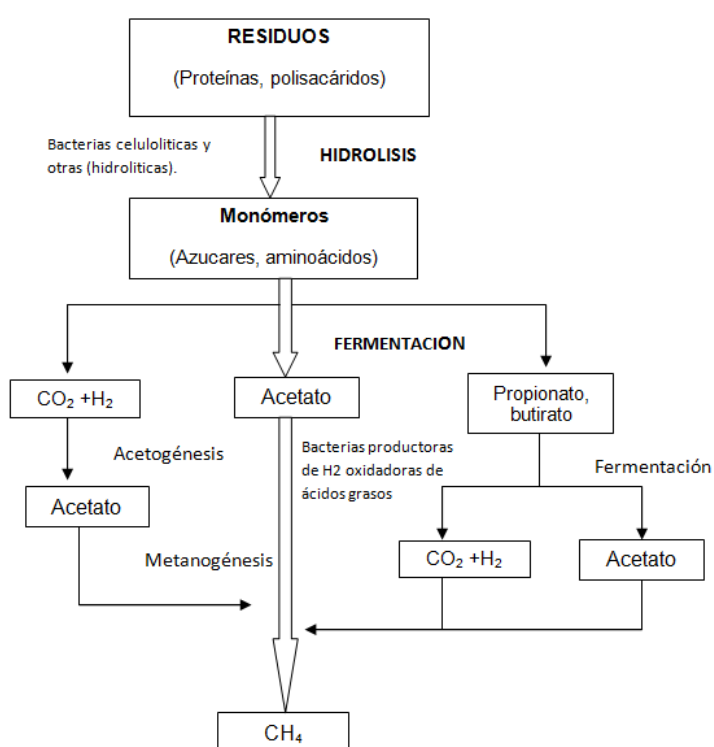 RESIDUOS
(Proteínas, polisacáridos)
Bacterias celuloliticas y
otras (hidroliticas).
HIDROLISIS
Monómeros
(Azucares, aminoácidos)
FERMENTACION
CO₂ +H₂
Acetato
Propionato,
butirato
Acetogénesis
Bacterias productoras
de H2 oxidadoras de
ácidos grasos
Fermentación
Acetato
Metanogénesis
CO₂ +H₂
Acetato
CH₄